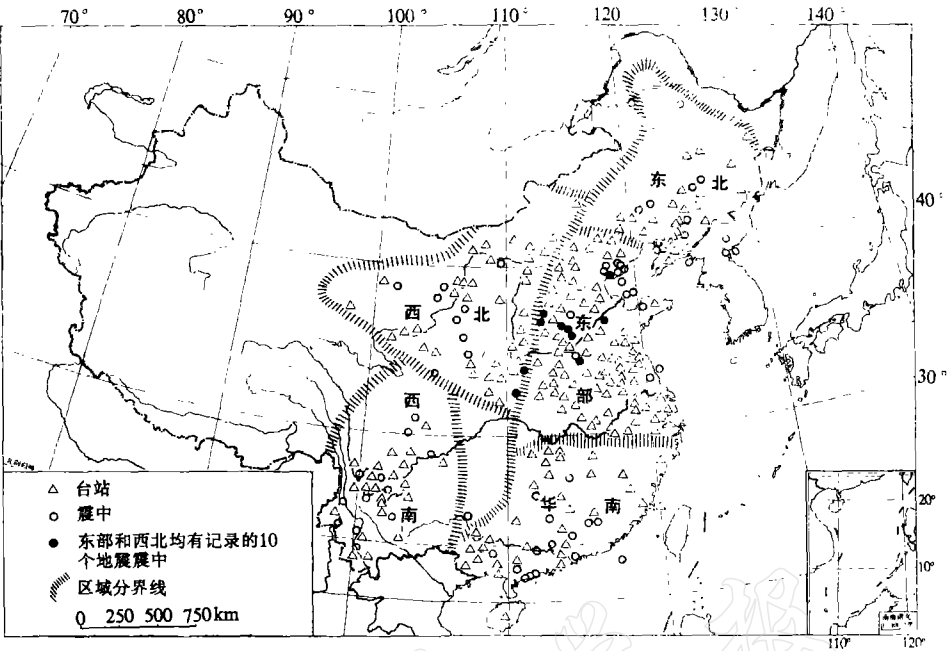 70° 80° 90° 100° 110° 120° 130° 140°
东 北
40°
西 北
东
30°
西
部
南
华 南
△ 台站
○ 震中
● 东部和西北均有记录的10
个地震震中
区域分界线
0 250 500 750km
20°
10°
110° 120°